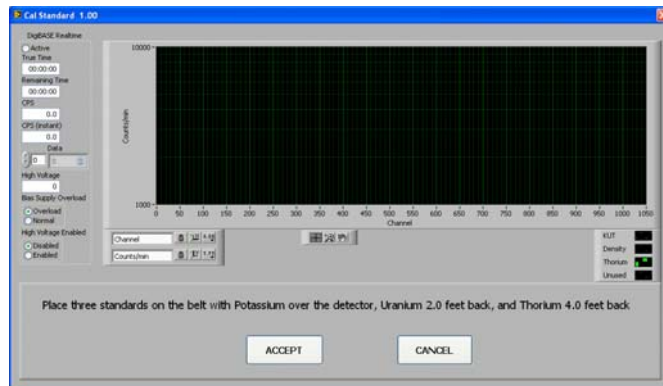 Cal Standard 1.00
DigiBASE Realtime
Active
True Time
00:00:00
Remaining Time
00:00:00
CPS
0.0
CPS (instant)
0.0
Data
0
High Voltage
0
Bias Supply Overload
Overload
Normal
High Voltage Enabled
Disabled
Enabled
10000
Counts/min
1000
0 50 100 150 200 250 300 350 400 450 500 550 600 650 700 750 800 850 900 950 1000 1050
Channel
Channel
Counts/min
KUT
Density
Thorium
Unused
Place three standards on the belt with Potassium over the detector, Uranium 2.0 feet back, and Thorium 4.0 feet back
ACCEPT
CANCEL